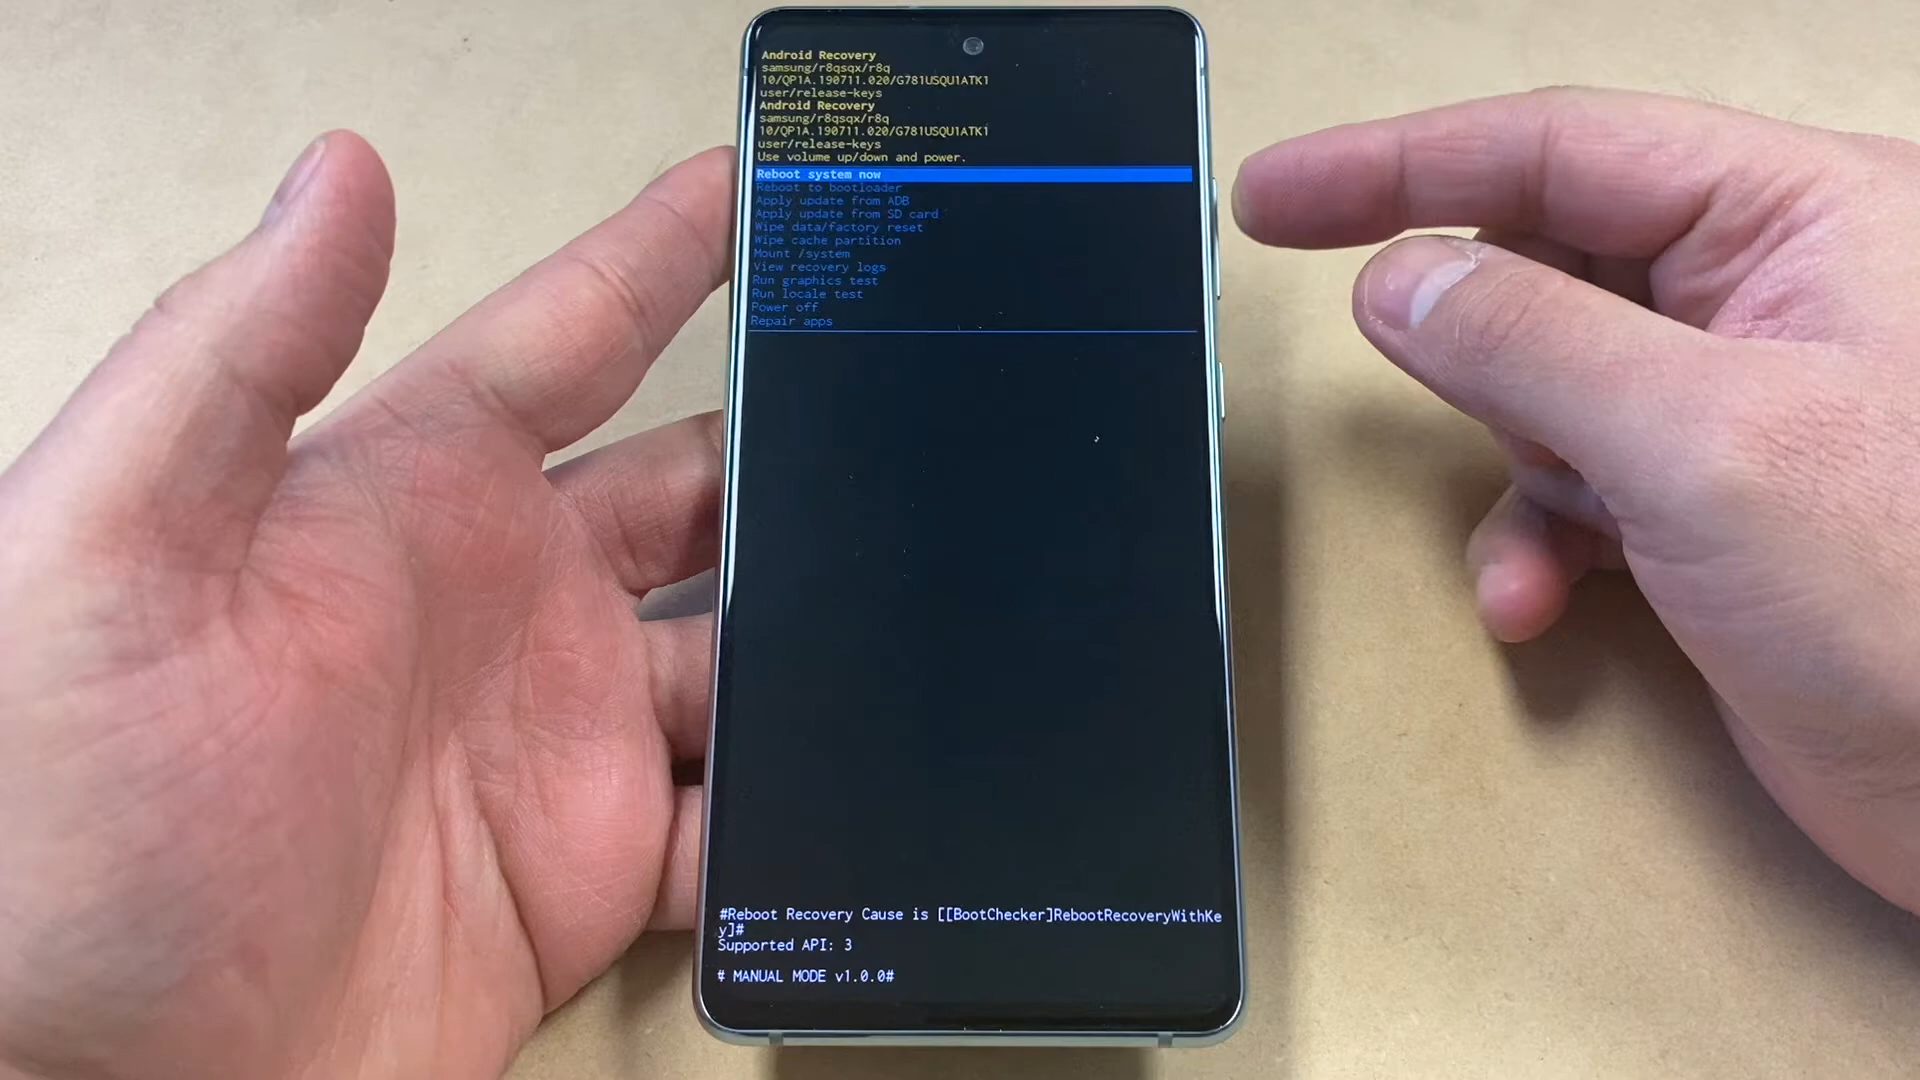 Android Recovery
samsung/r8qsqx/r8q
10/QP1A.190711.020/G781USQU1ATK1
user/release-keys
Android Recovery
samsung/r8qsqx/r8q
10/QP1A.190711.020/G781USQU1ATK1
user/release-keys
Use volume up/down and power.
Reboot system now
Reboot to bootloader
Apply update from ADB
Apply update from SD card
Wipe data/factory reset
Wipe cache partition
Mount /system
View recovery logs
Run graphics test
Run locale test
Power off
Repair apps
#Reboot Recovery Cause is [[BootChecker]RebootRecoveryWithKe
y]#
Supported API: 3
# MANUAL MODE v1.0.0#